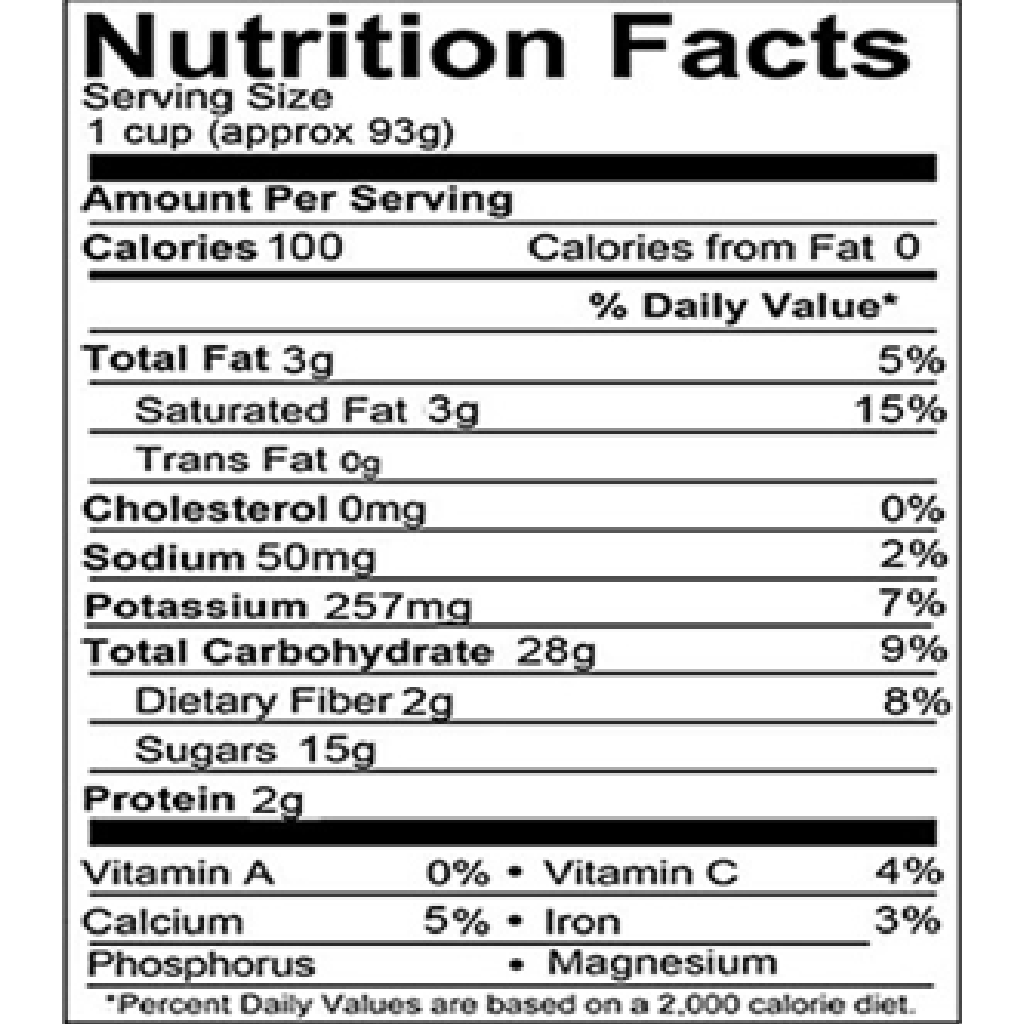 Nutrition Facts
Serving Size
1 cup (approx 93g)
Amount Per Serving
Calories 100 Calories from Fat 0
% Daily Value*
Total Fat 3g 5%
Saturated Fat 3g 15%
Trans Fat 0g
Cholesterol 0mg 0%
Sodium 50mg 2%
Potassium 257mg 7%
Total Carbohydrate 28g 9%
Dietary Fiber 2g 8%
Sugars 15g
Protein 2g
Vitamin A 0% • Vitamin C 4%
Calcium 5% • Iron 3%
Phosphorus • Magnesium
*Percent Daily Values are based on a 2,000 calorie diet.